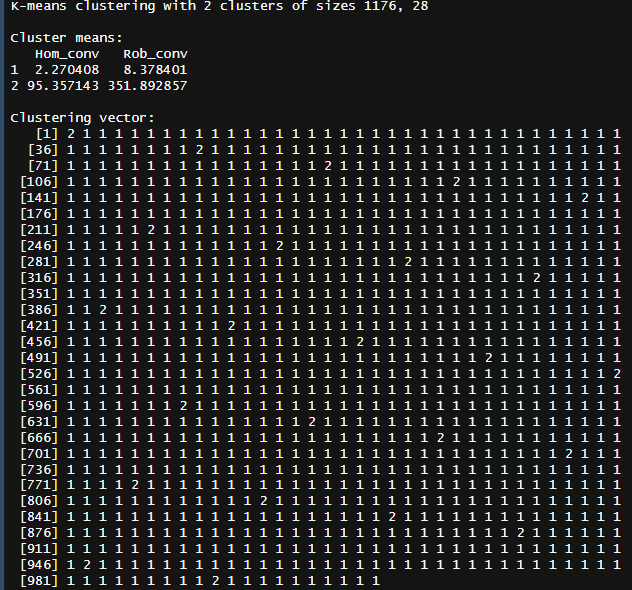 K-means clustering with 2 clusters of sizes 1176, 28
Cluster means:
Hom_conv Rob_conv
1 2.270408 8.378401
2 95.357143 351.892857
Clustering vector:
[1] 2 1 1 1 1 1 1 1 1 1 1 1 1 1 1 1 1 1 1 1 1 1 1 1 1 1 1 1 1 1 1 1 1 1 1
[36] 1 1 1 1 1 1 1 1 2 1 1 1 1 1 1 1 1 1 1 1 1 1 1 1 1 1 1 1 1 1 1 1 1 1 1
[71] 1 1 1 1 1 1 1 1 1 1 1 1 1 1 1 1 2 1 1 1 1 1 1 1 1 1 1 1 1 1 1 1 1 1 1
[106] 1 1 1 1 1 1 1 1 1 1 1 1 1 1 1 1 1 1 1 1 1 1 1 1 2 1 1 1 1 1 1 1 1 1 1
[141] 1 1 1 1 1 1 1 1 1 1 1 1 1 1 1 1 1 1 1 1 1 1 1 1 1 1 1 1 1 1 1 1 2 1 1
[176] 1 1 1 1 1 1 1 1 1 1 1 1 1 1 1 1 1 1 1 1 1 1 1 1 1 1 1 1 1 1 1 1 1 1 1
[211] 1 1 1 1 1 2 1 1 1 1 1 1 1 1 1 1 1 1 1 1 1 1 1 1 1 1 1 1 1 1 1 1 1 1 1
[246] 1 1 1 1 1 1 1 1 1 1 1 1 1 2 1 1 1 1 1 1 1 1 1 1 1 1 1 1 1 1 1 1 1 1 1
[281] 1 1 1 1 1 1 1 1 1 1 1 1 1 1 1 1 1 1 1 1 1 2 1 1 1 1 1 1 1 1 1 1 1 1 1
[316] 1 1 1 1 1 1 1 1 1 1 1 1 1 1 1 1 1 1 1 1 1 1 1 1 1 1 1 1 1 2 1 1 1 1 1
[351] 1 1 1 1 1 1 1 1 1 1 1 1 1 1 1 1 1 1 1 1 1 1 1 1 1 1 1 1 1 1 1 1 1 1 1
[386] 1 1 2 1 1 1 1 1 1 1 1 1 1 1 1 1 1 1 1 1 1 1 1 1 1 1 1 1 1 1 1 1 1 1 1
[421] 1 1 1 1 1 1 1 1 1 1 2 1 1 1 1 1 1 1 1 1 1 1 1 1 1 1 1 1 1 1 1 1 1 1 1
[456] 1 1 1 1 1 1 1 1 1 1 1 1 1 1 1 1 1 1 2 1 1 1 1 1 1 1 1 1 1 1 1 1 1 1 1
[491] 1 1 1 1 1 1 1 1 1 1 1 1 1 1 1 1 1 1 1 1 1 1 1 1 1 1 2 1 1 1 1 1 1 1 1
[526] 1 1 1 1 1 1 1 1 1 1 1 1 1 1 1 1 1 1 1 1 1 1 1 1 1 1 1 1 1 1 1 1 1 1 2
[561] 1 1 1 1 1 1 1 1 1 1 1 1 1 1 1 1 1 1 1 1 1 1 1 1 1 1 1 1 1 1 1 1 1 1 1
[596] 1 1 1 1 1 1 1 2 1 1 1 1 1 1 1 1 1 1 1 1 1 1 1 1 1 1 1 1 1 1 1 1 1 1 1
[631] 1 1 1 1 1 1 1 1 1 1 1 1 1 1 1 2 1 1 1 1 1 1 1 1 1 1 1 1 1 1 1 1 1 1 1
[666] 1 1 1 1 1 1 1 1 1 1 1 1 1 1 1 1 1 1 1 1 1 1 1 2 1 1 1 1 1 1 1 1 1 1 1
[701] 1 1 1 1 1 1 1 1 1 1 1 1 1 1 1 1 1 1 1 1 1 1 1 1 1 1 1 1 1 1 1 2 1 1 1
[736] 1 1 1 1 1 1 1 1 1 1 1 1 1 1 1 1 1 1 1 1 1 1 1 1 1 1 1 1 1 1 1 1 1 1 1
[771] 1 1 1 1 2 1 1 1 1 1 1 1 1 1 1 1 1 1 1 1 1 1 1 1 1 1 1 1 1 1 1 1 1 1 1
[806] 1 1 1 1 1 1 1 1 1 1 1 1 2 1 1 1 1 1 1 1 1 1 1 1 1 1 1 1 1 1 1 1 1 1 1
[841] 1 1 1 1 1 1 1 1 1 1 1 1 1 1 1 1 1 1 1 1 2 1 1 1 1 1 1 1 1 1 1 1 1 1 1
[876] 1 1 1 1 1 1 1 1 1 1 1 1 1 1 1 1 1 1 1 1 1 1 1 1 1 1 1 1 2 1 1 1 1 1 1
[911] 1 1 1 1 1 1 1 1 1 1 1 1 1 1 1 1 1 1 1 1 1 1 1 1 1 1 1 1 1 1 1 1 1 1 1
[946] 1 2 1 1 1 1 1 1 1 1 1 1 1 1 1 1 1 1 1 1 1 1 1 1 1 1 1 1 1 1 1 1 1 1 1
[981] 1 1 1 1 1 1 1 1 1 2 1 1 1 1 1 1 1 1 1 1